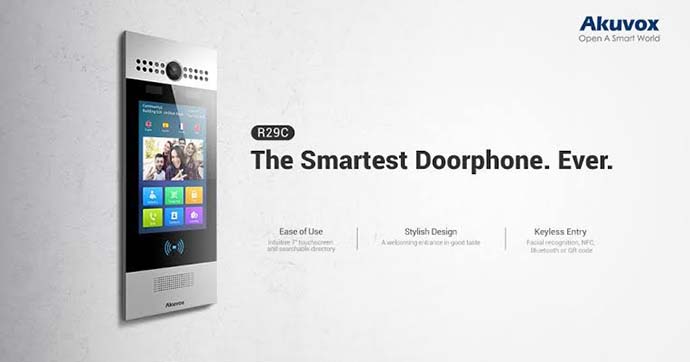 Akuvox
Open A Smart World
R29C
The Smartest Doorphone. Ever.
Ease of Use
Intuitive 7" touchscreen
and searchable directory
Stylish Design
A welcoming entrance in good taste
Keyless Entry
Facial recognition, NFC,
Bluetooth or QR code
Akuvox